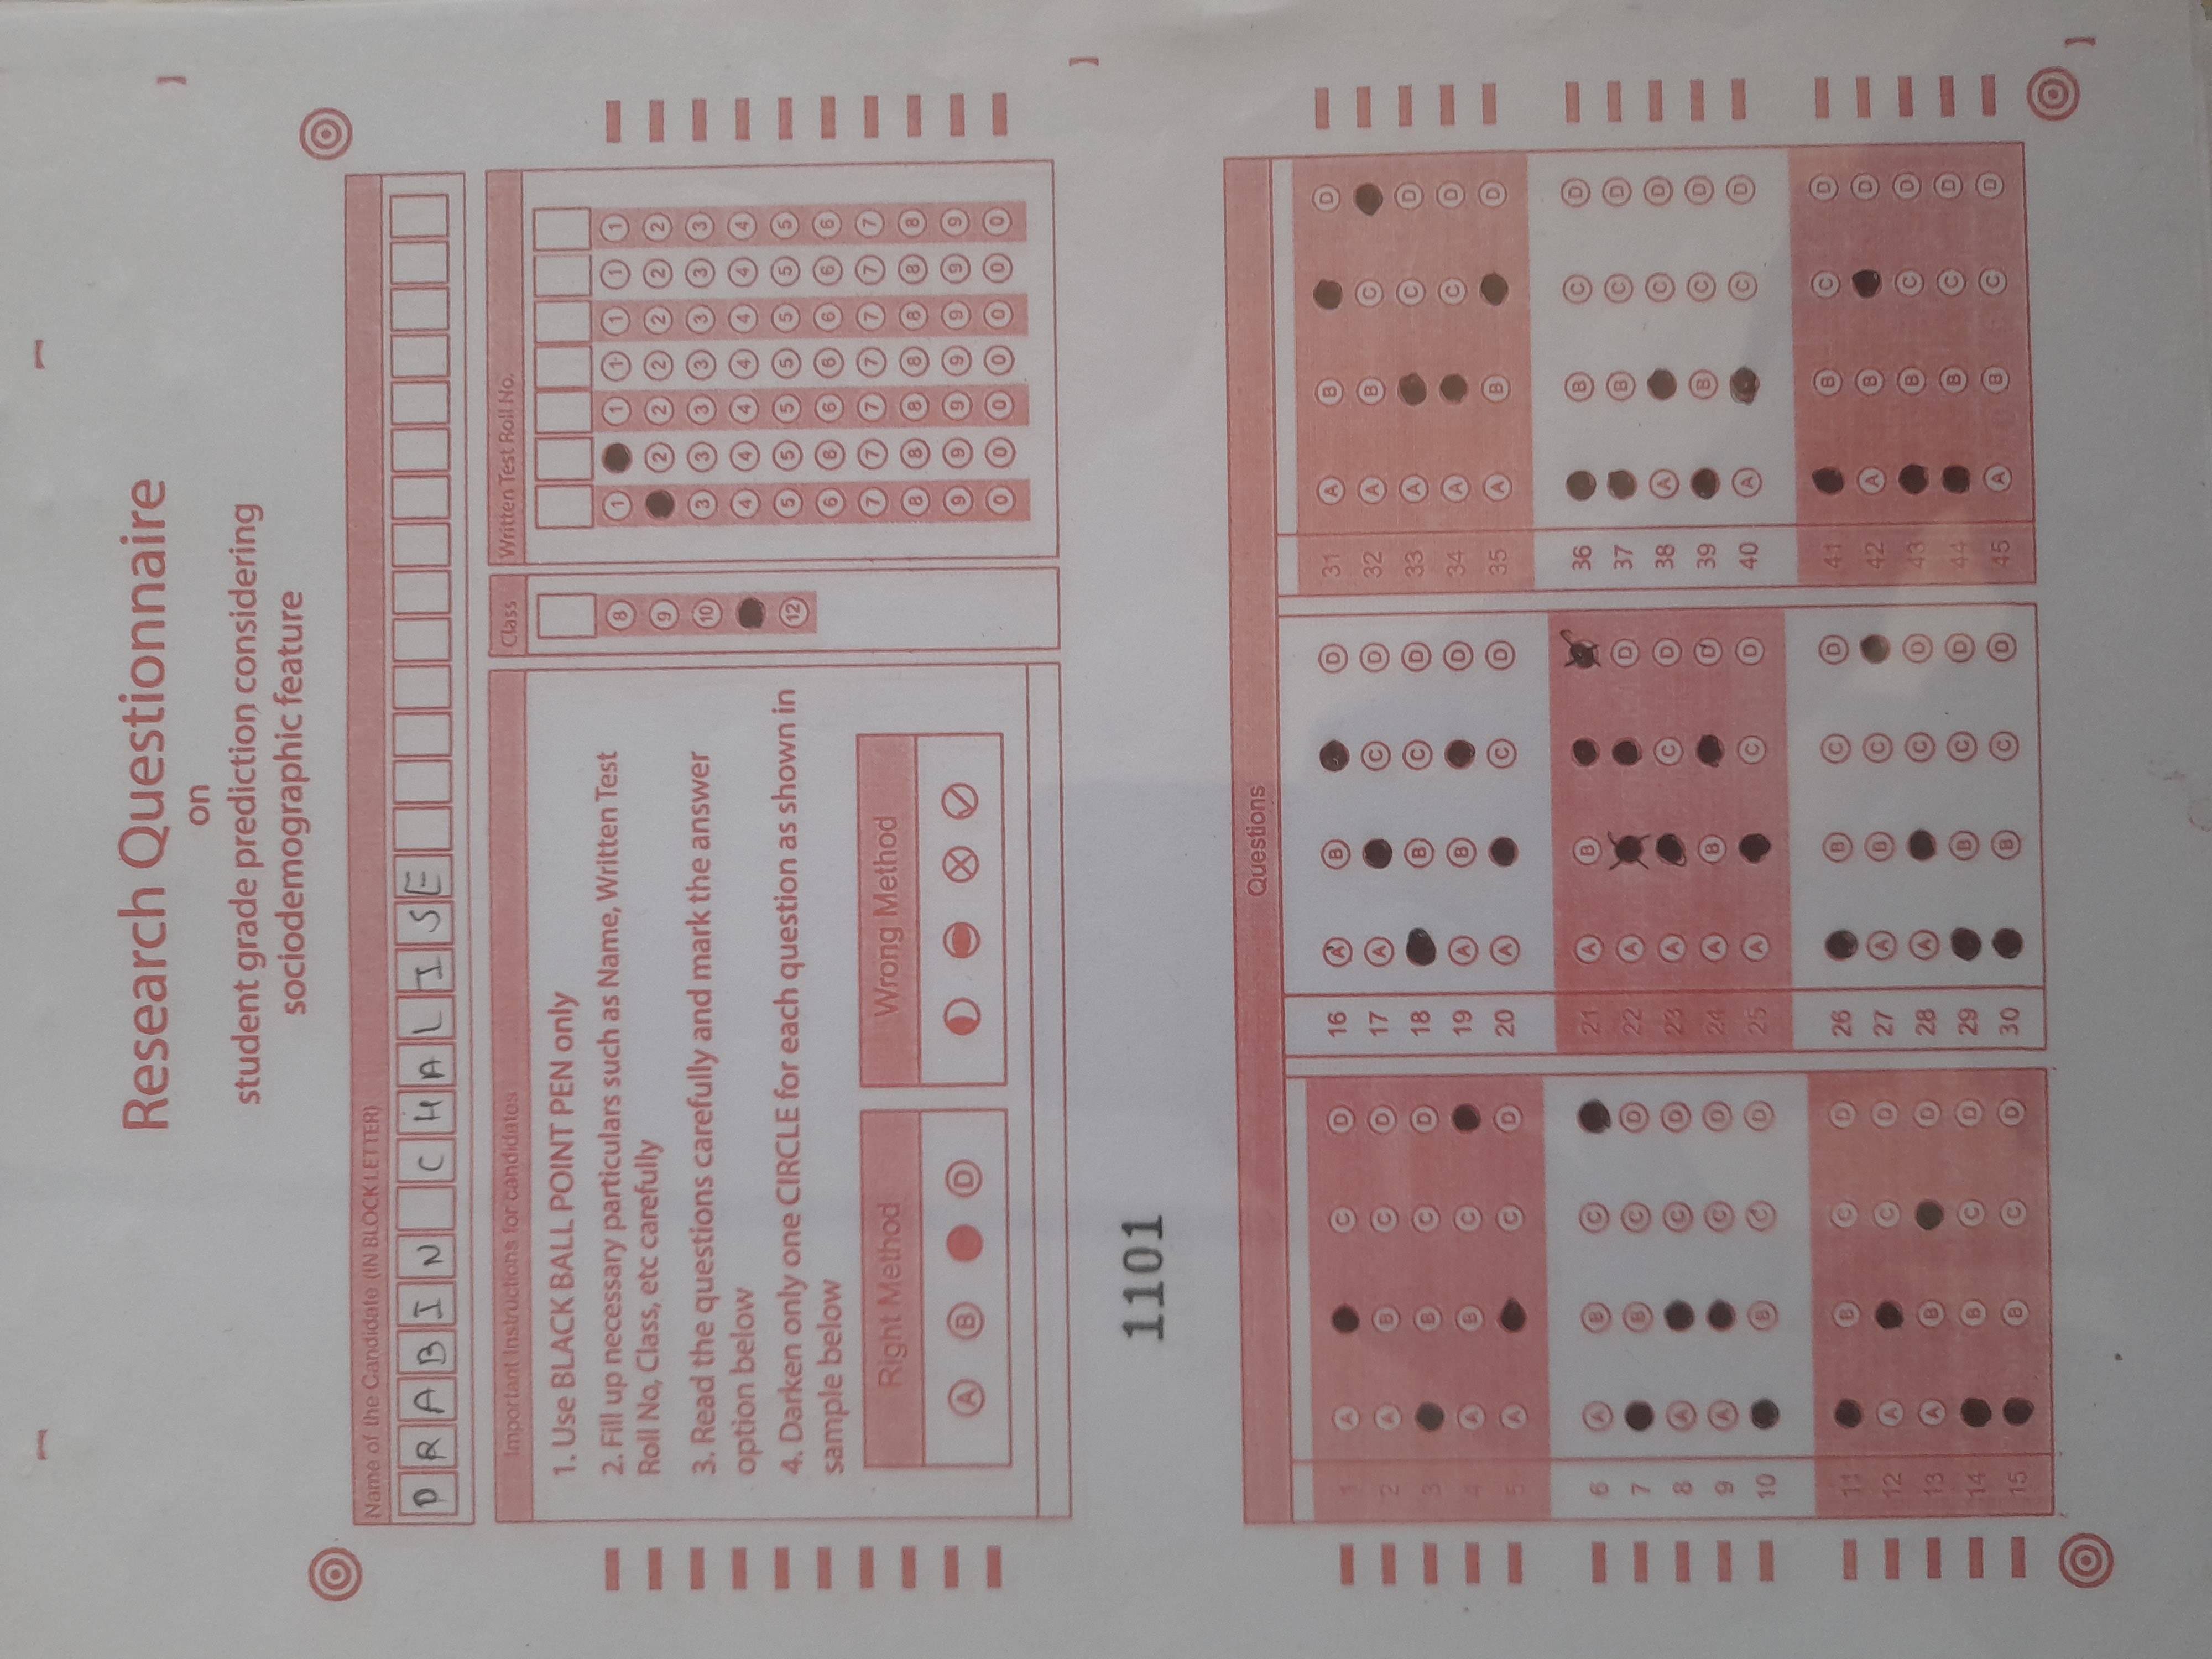 Research Questionnaire
on
student grade prediction considering
sociodemographic feature
Name of the Candidate (IN BLOCK LETTER)
PRABIN CHALISE
Important Instructions for candidates
1. Use BLACK BALL POINT PEN only
2. Fill up necessary particulars such as Name, Written Test
Roll No, Class, etc carefully
3. Read the questions carefully and mark the answer
option below
4. Darken only one CIRCLE for each question as shown in
sample below
Right Method
A B D
Wrong Method
Class
8
9
10
12
Written Test Roll No.
1 1 1 1 1 1
2 2 2 2 2 2
3 3 3 3 3 3 3
4 4 4 4 4 4 4
5 5 5 5 5 5 5
6 6 6 6 6 6 6
7 7 7 7 7 7 7
8 8 8 8 8 8 8
9 9 9 9 9 9 9
0 0 0 0 0 0 0
1101
Questions
1 A C D
2 A B C D
3 B C D
4 A B C
5 A C D
6 A B C
7 B C D
8 A C D
9 A C D
10 B C D
11 B C D
12 A C D
13 A B D
14 B C D
15 B C D
16 A B D
17 A C D
18 B C D
19 A B D
20 A C D
21 A B
22 A D
23 A C D
24 A B D
25 A C D
26 B C D
27 A B C
28 A C D
29 B C D
30 B C D
31 A B D
32 A B C
33 A C D
34 A C D
35 A B D
36 B C D
37 B C D
38 A C D
39 B C D
40 A C D
41 B C D
42 A B D
43 B C D
44 B C D
45 A B C D